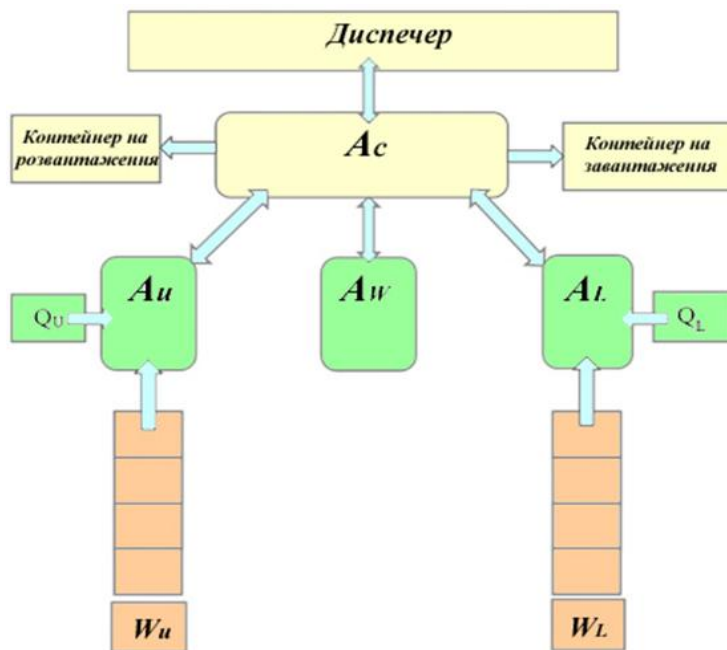 Диспечер
Контейнер на
розвантаження
Ac
Контейнер на
завантаження
Au
AW
AL
QU
QL
Wu
WL